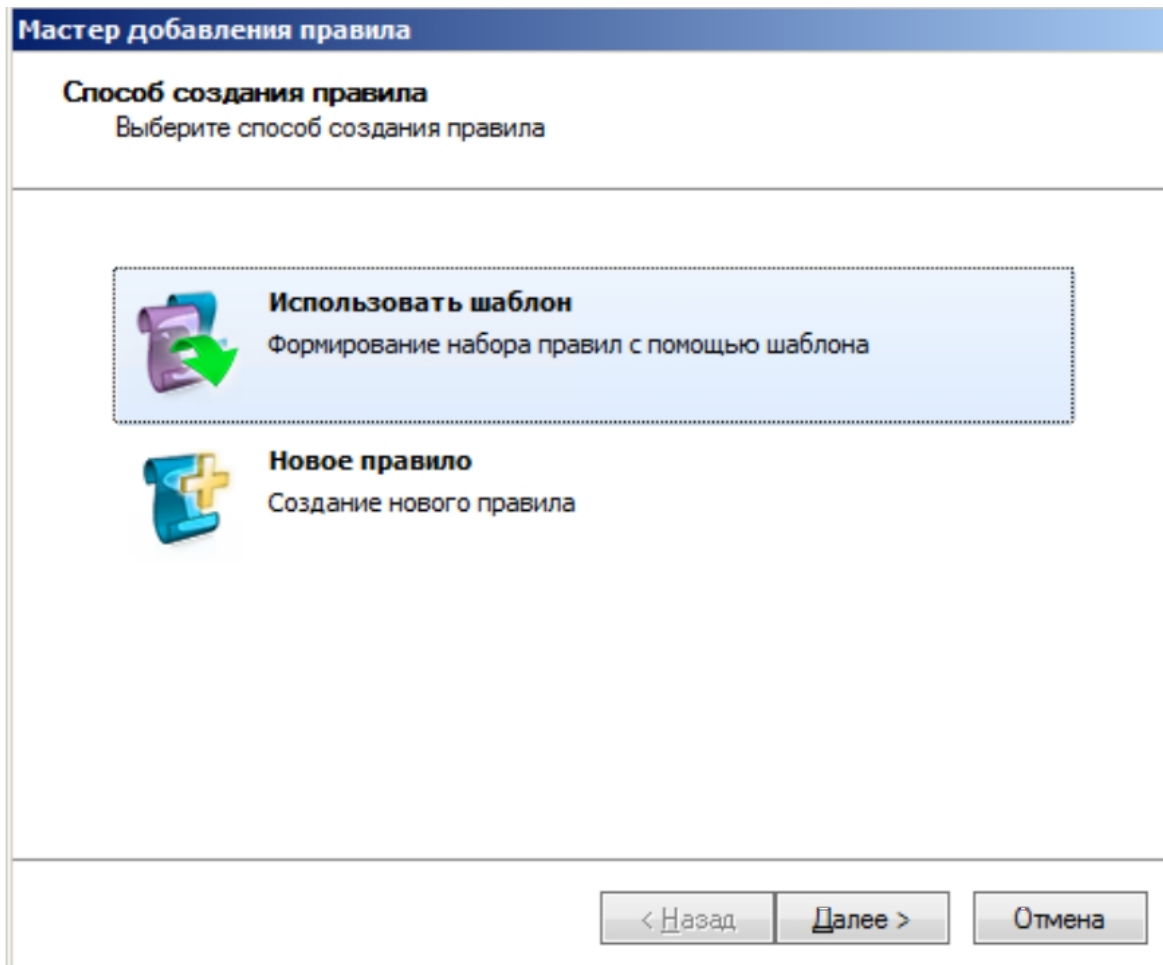 Мастер добавления правила
Способ создания правила
Выберите способ создания правила
Использовать шаблон
Формирование набора правил с помощью шаблона
Новое правило
Создание нового правила
< Назад
Далее >
Отмена